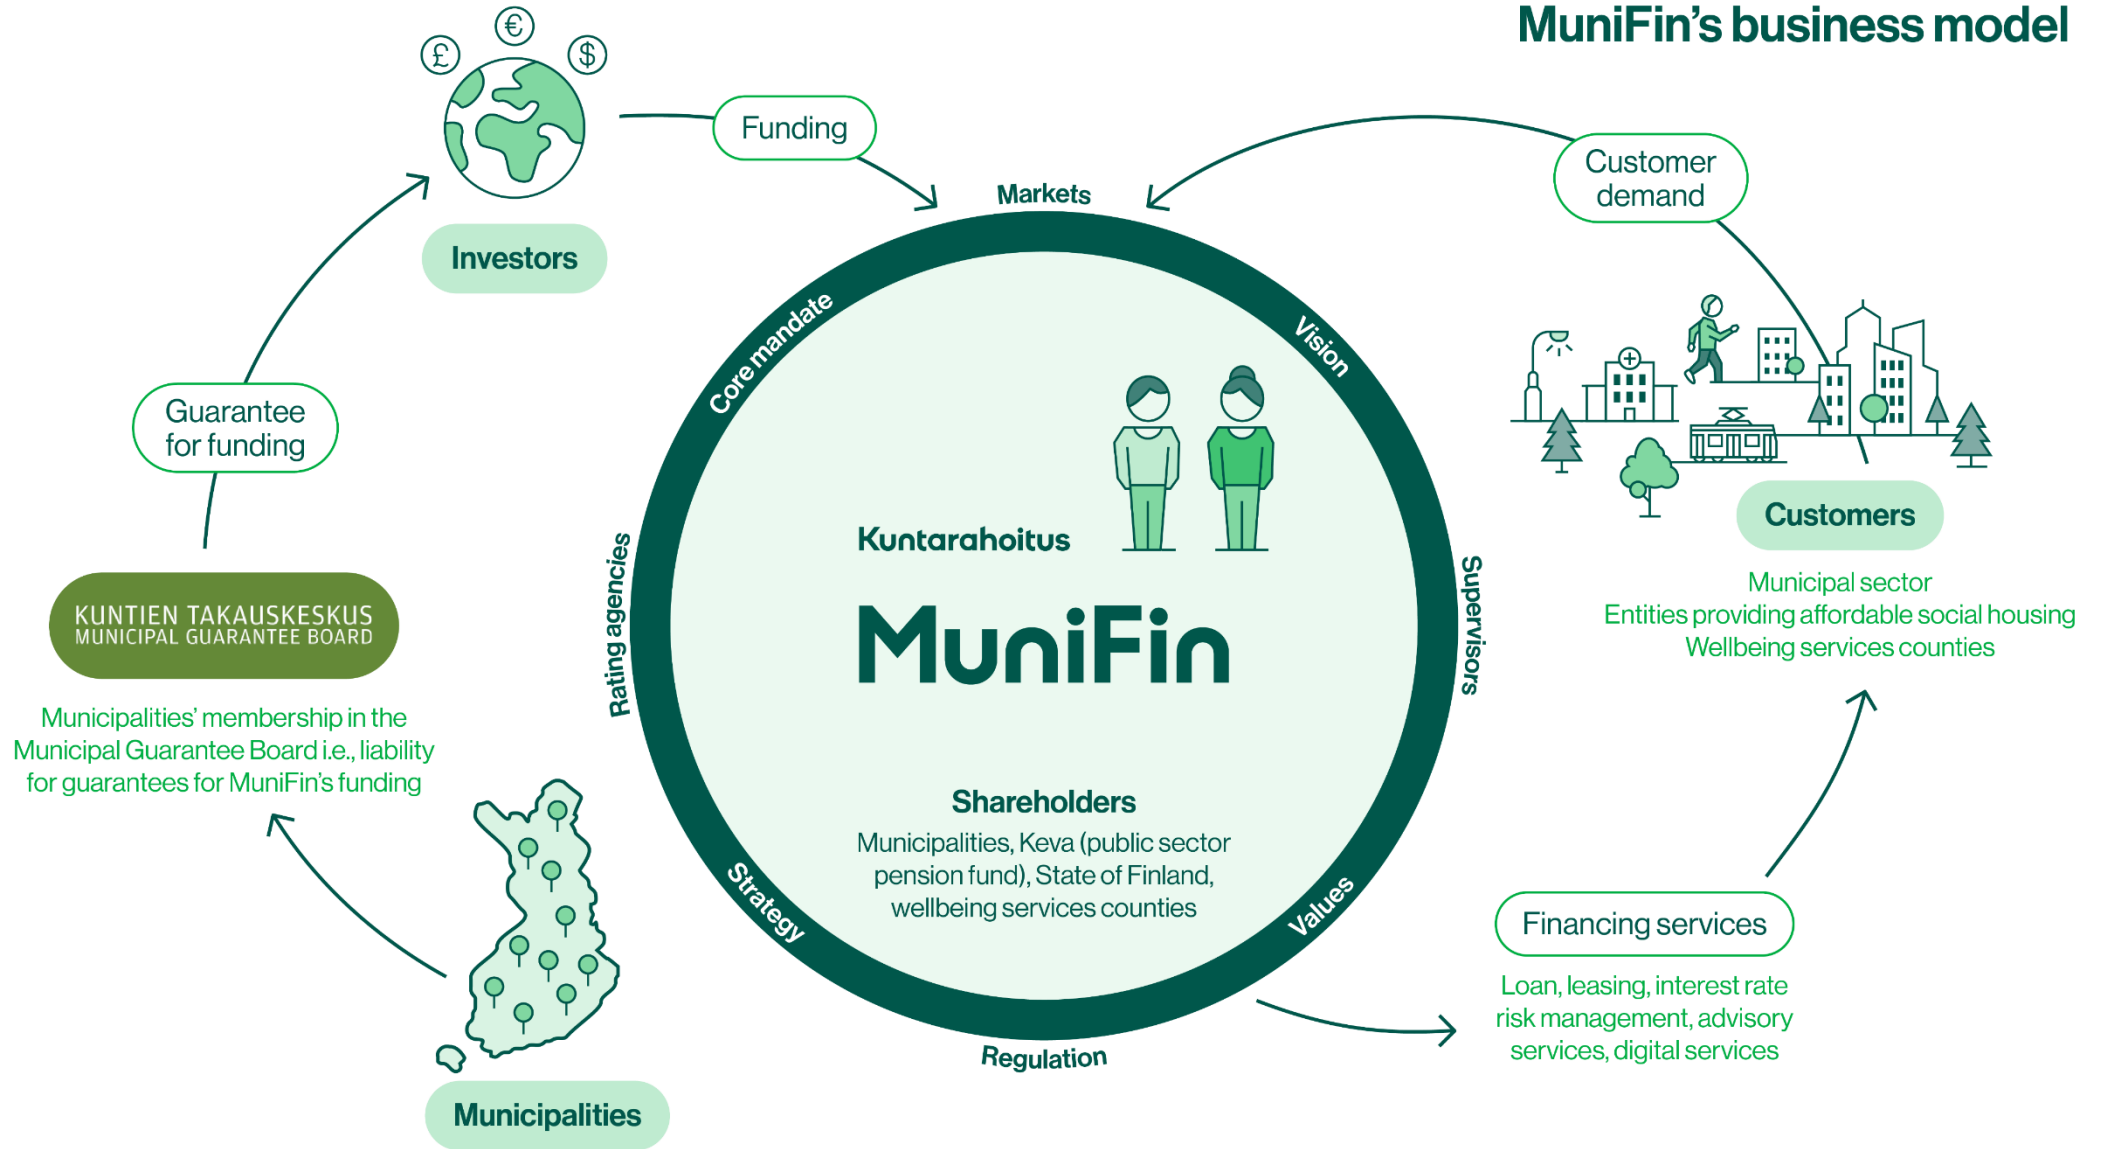 MuniFin’s business model
£
€
$
Investors
Funding
Customer
demand
Guarantee
for funding
KUNTIEN TAKAUSKESKUS
MUNICIPAL GUARANTEE BOARD
Municipalities’ membership in the
Municipal Guarantee Board i.e., liability
for guarantees for MuniFin’s funding
Municipalities
Markets
Core mandate
Vision
Rating agencies
Supervisors
Strategy
Values
Regulation
Kuntarahoitus
MuniFin
Shareholders
Municipalities, Keva (public sector
pension fund), State of Finland,
wellbeing services counties
Customers
Municipal sector
Entities providing affordable social housing
Wellbeing services counties
Financing services
Loan, leasing, interest rate
risk management, advisory
services, digital services